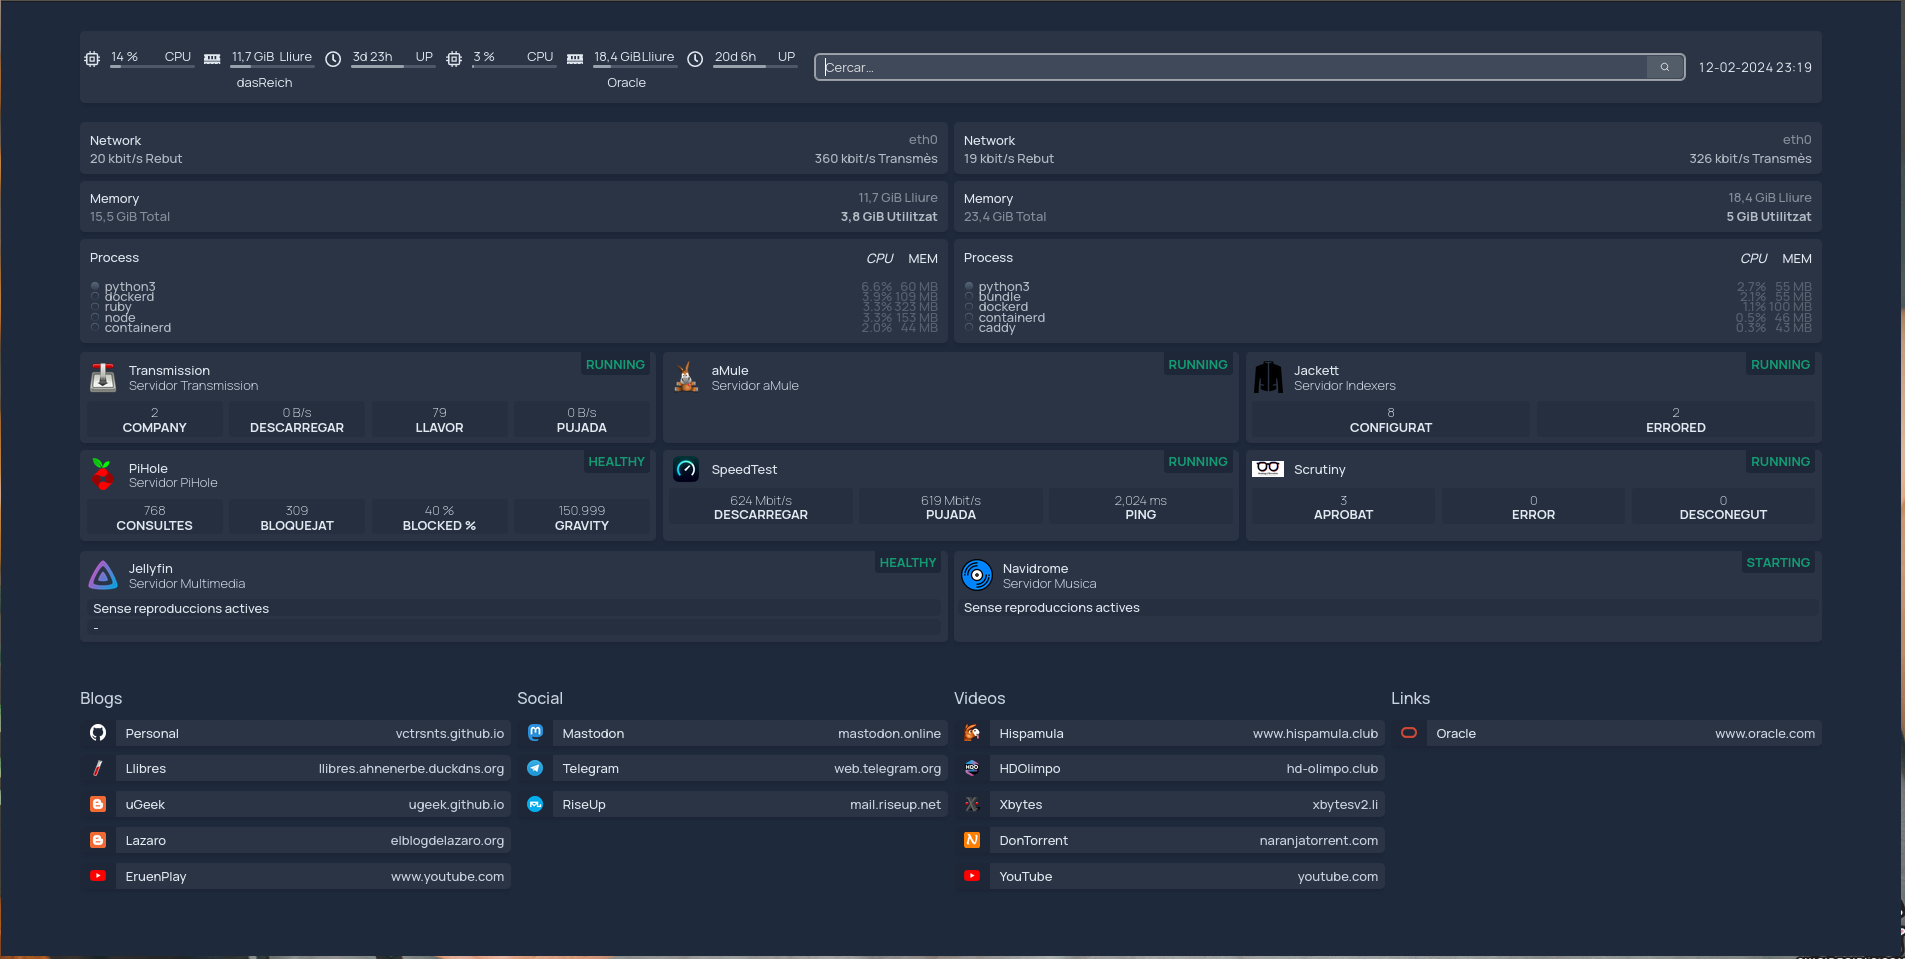 14 % CPU 11,7 GiB Lliure 3d 23h UP 3 % CPU 18,4 GiB Lliure 20d 6h UP
dasReich Oracle
Cercar...
12-02-2024 23:19
Network eth0
20 kbit/s Rebut 360 kbit/s Transmès
Network eth0
19 kbit/s Rebut 326 kbit/s Transmès
Memory 11,7 GiB Lliure
15,5 GiB Total 3,8 GiB Utilitzat
Memory 18,4 GiB Lliure
23,4 GiB Total 5 GiB Utilitzat
Process CPU MEM
python3 6.6% 60 MB
dockerd 3.9% 109 MB
ruby 3.3% 323 MB
node 3.3% 153 MB
containerd 2.0% 44 MB
Process CPU MEM
python3 2.7% 55 MB
bundle 2.1% 55 MB
dockerd 1.1% 100 MB
containerd 0.5% 46 MB
caddy 0.3% 43 MB
Transmission RUNNING
Servidor Transmission
2 0 B/s 79 0 B/s
COMPANY DESCARREGAR LLAVOR PUJADA
aMule RUNNING
Servidor aMule
Jackett RUNNING
Servidor Indexers
8 2
CONFIGURAT ERRORED
PiHole HEALTHY
Servidor PiHole
768 309 40 % 150.999
CONSULTES BLOQUEJAT BLOCKED % GRAVITY
SpeedTest RUNNING
624 Mbit/s 619 Mbit/s 2,024 ms
DESCARREGAR PUJADA PING
Scrutiny RUNNING
3 0 0
APROBAT ERROR DESCONEGUT
Jellyfin HEALTHY
Servidor Multimedia
Sense reproduccions actives
-
Navidrome STARTING
Servidor Musica
Sense reproduccions actives
Blogs
Personal vctrsnts.github.io
Llibres llibres.ahnenerbe.duckdns.org
uGeek ugeek.github.io
Lazaro elblogdelazaro.org
EruenPlay www.youtube.com
Social
Mastodon mastodon.online
Telegram web.telegram.org
RiseUp mail.riseup.net
Videos
Hispamula www.hispamula.club
HDOlimpo hd-olimpo.club
Xbytes xbytesv2.li
DonTorrent naranjatorrent.com
YouTube youtube.com
Links
Oracle www.oracle.com